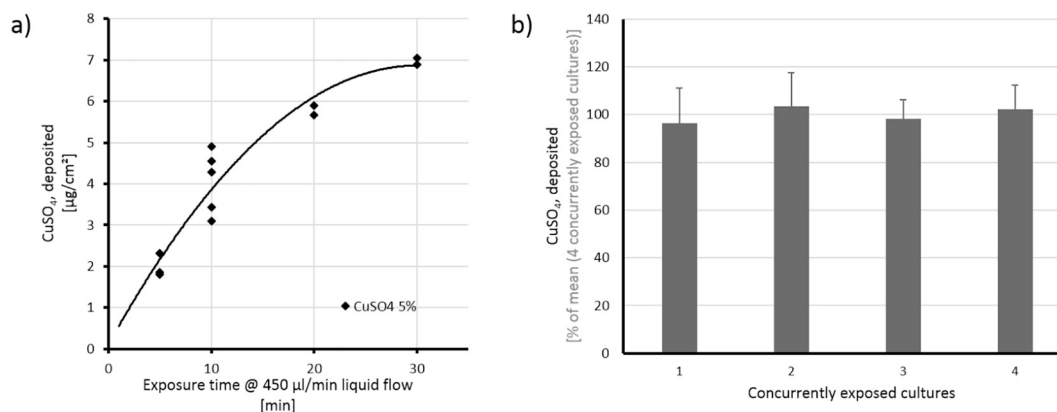 a)
CuSO₄, deposited
[µg/cm²]
8
7
6
5
4
3
2
1
0
CuSO4 5%
0 10 20 30
Exposure time @ 450 µl/min liquid flow
[min]
b)
CuSO₄, deposited
[% of mean (4 concurrently exposed cultures)]
140
120
100
80
60
40
20
0
1 2 3 4
Concurrently exposed cultures